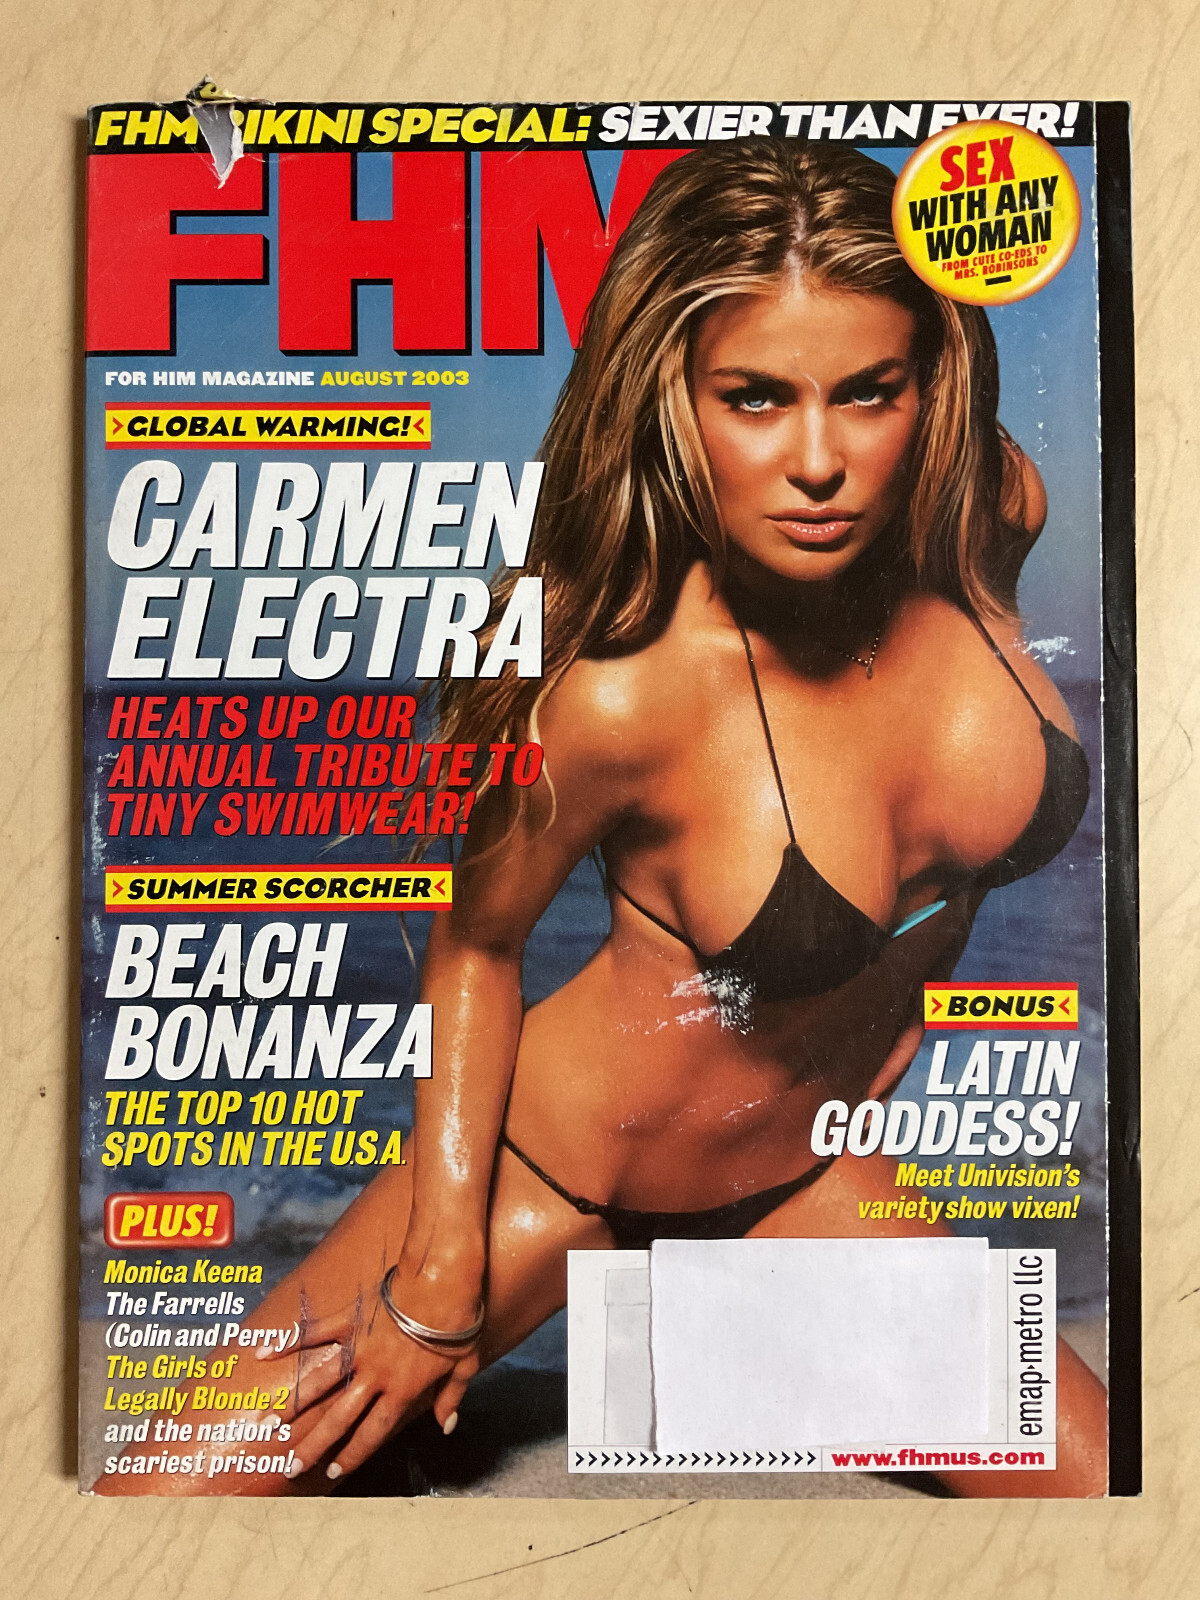 FHM BIKINI SPECIAL: SEXIER THAN EVER!
FHM
SEX
WITH ANY
WOMAN
FROM CUTE CO-EDS TO
MRS. ROBINSONS
FOR HIM MAGAZINE AUGUST 2003
>GLOBAL WARMING!<
CARMEN
ELECTRA
HEATS UP OUR
ANNUAL TRIBUTE TO
TINY SWIMWEAR!
>SUMMER SCORCHER<
BEACH
BONANZA
THE TOP 10 HOT
SPOTS IN THE U.S.A.
>BONUS<
LATIN
GODDESS!
Meet Univision's
variety show vixen!
PLUS!
Monica Keena
The Farrells
(Colin and Perry)
The Girls of
Legally Blonde 2
and the nation's
scariest prison!
emap›metro llc
>>>>>>>>>>>>>>>>>>>> www.fhmus.com